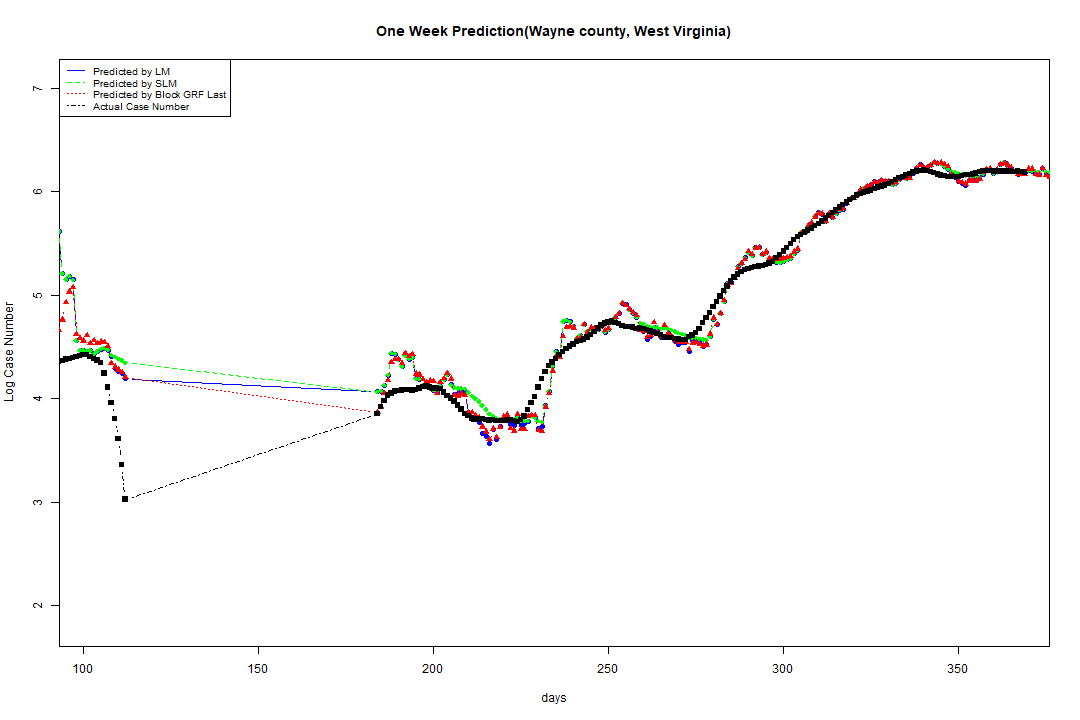 One Week Prediction(Wayne county, West Virginia)
Predicted by LM
Predicted by SLM
Predicted by Block GRF Last
Actual Case Number
7
6
5
4
3
2
Log Case Number
100 150 200 250 300 350
days